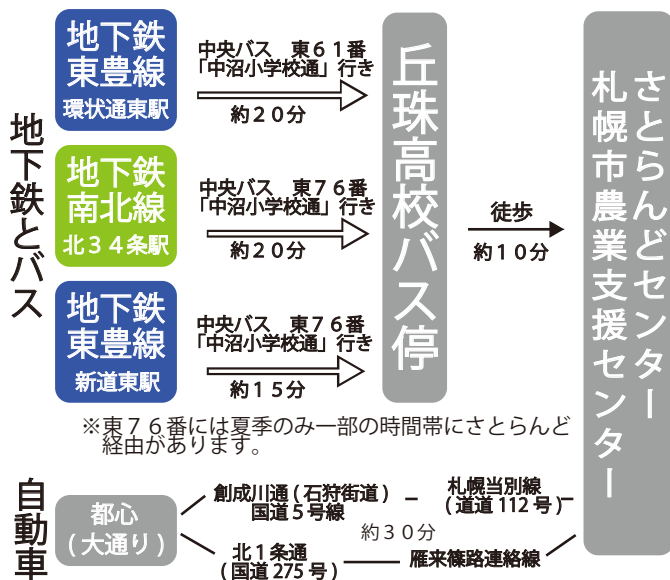 地下鉄とバス
地下鉄
東豊線
環状通東駅
中央バス　東６１番
「中沼小学校通」行き
約２０分
地下鉄
南北線
北３４条駅
中央バス　東７６番
「中沼小学校通」行き
約２０分
地下鉄
東豊線
新道東駅
中央バス　東７６番
「中沼小学校通」行き
約１５分
丘珠高校バス停
徒歩
約１０分
さとらんどセンター
札幌市農業支援センター
※東７６番には夏季のみ一部の時間帯にさとらんど
経由があります。
自動車
都心
(大通り)
創成川通(石狩街道)
国道５号線
札幌当別線
(道道112号)
約３０分
北１条通
(国道275号)
雁来篠路連絡線